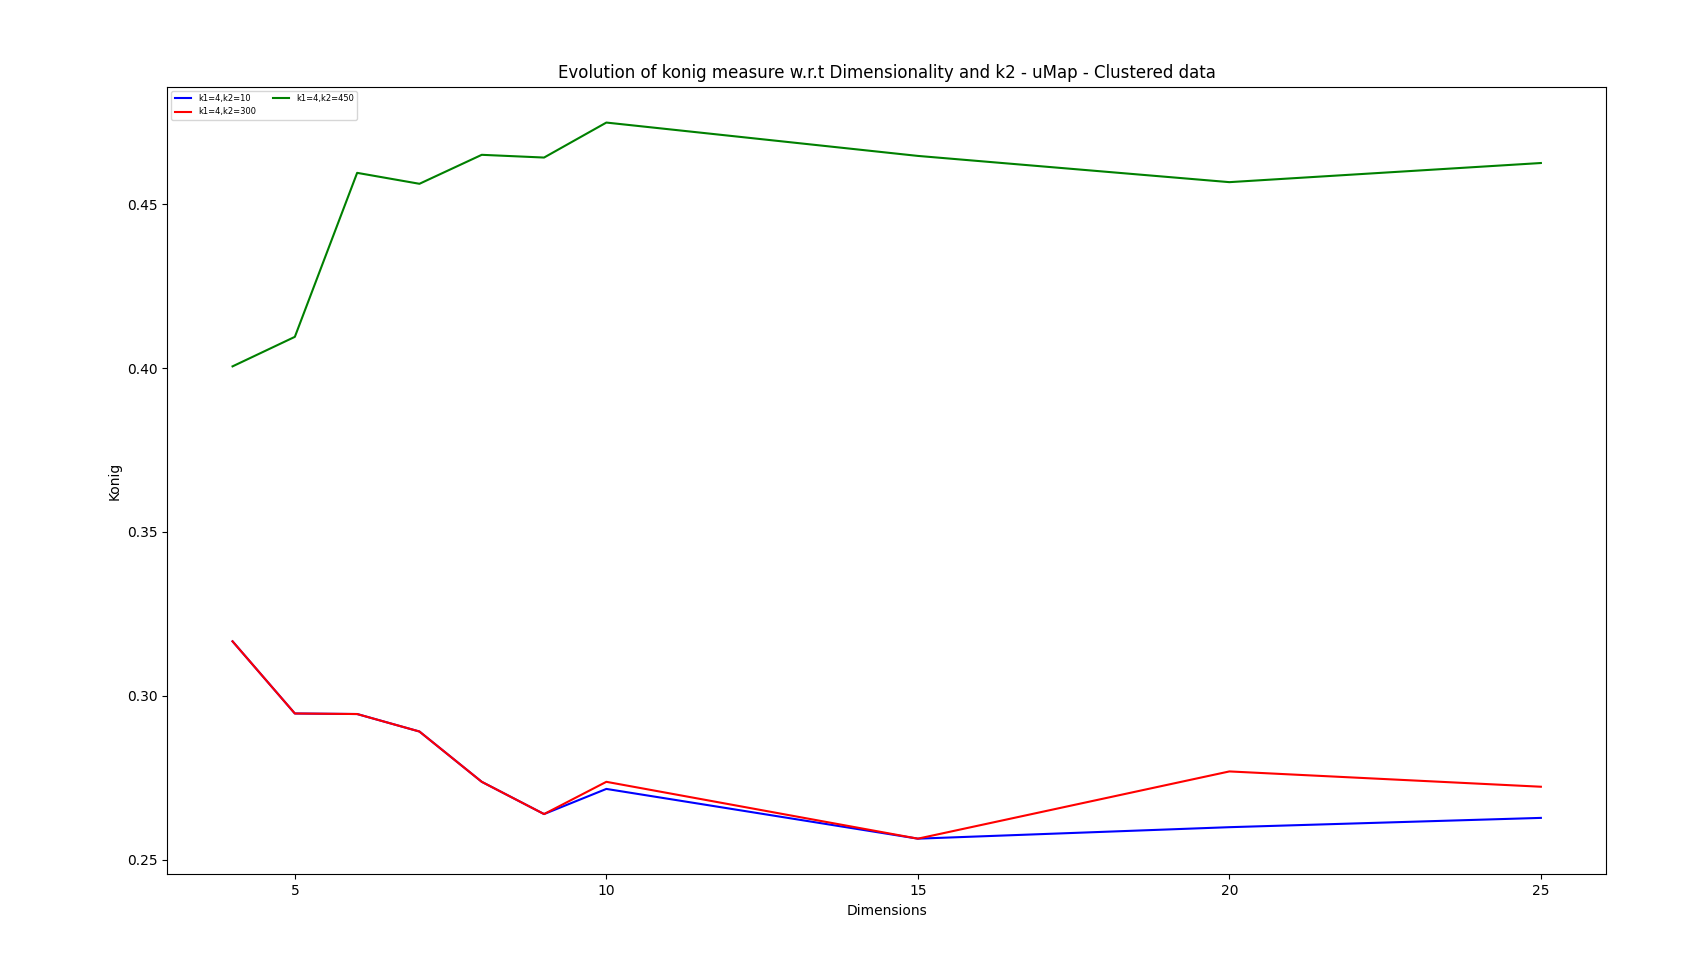 Evolution of konig measure w.r.t Dimensionality and k2 - uMap - Clustered data
k1=4,k2=10
k1=4,k2=300
k1=4,k2=450
Konig
0.45
0.40
0.35
0.30
0.25
5 10 15 20 25
Dimensions